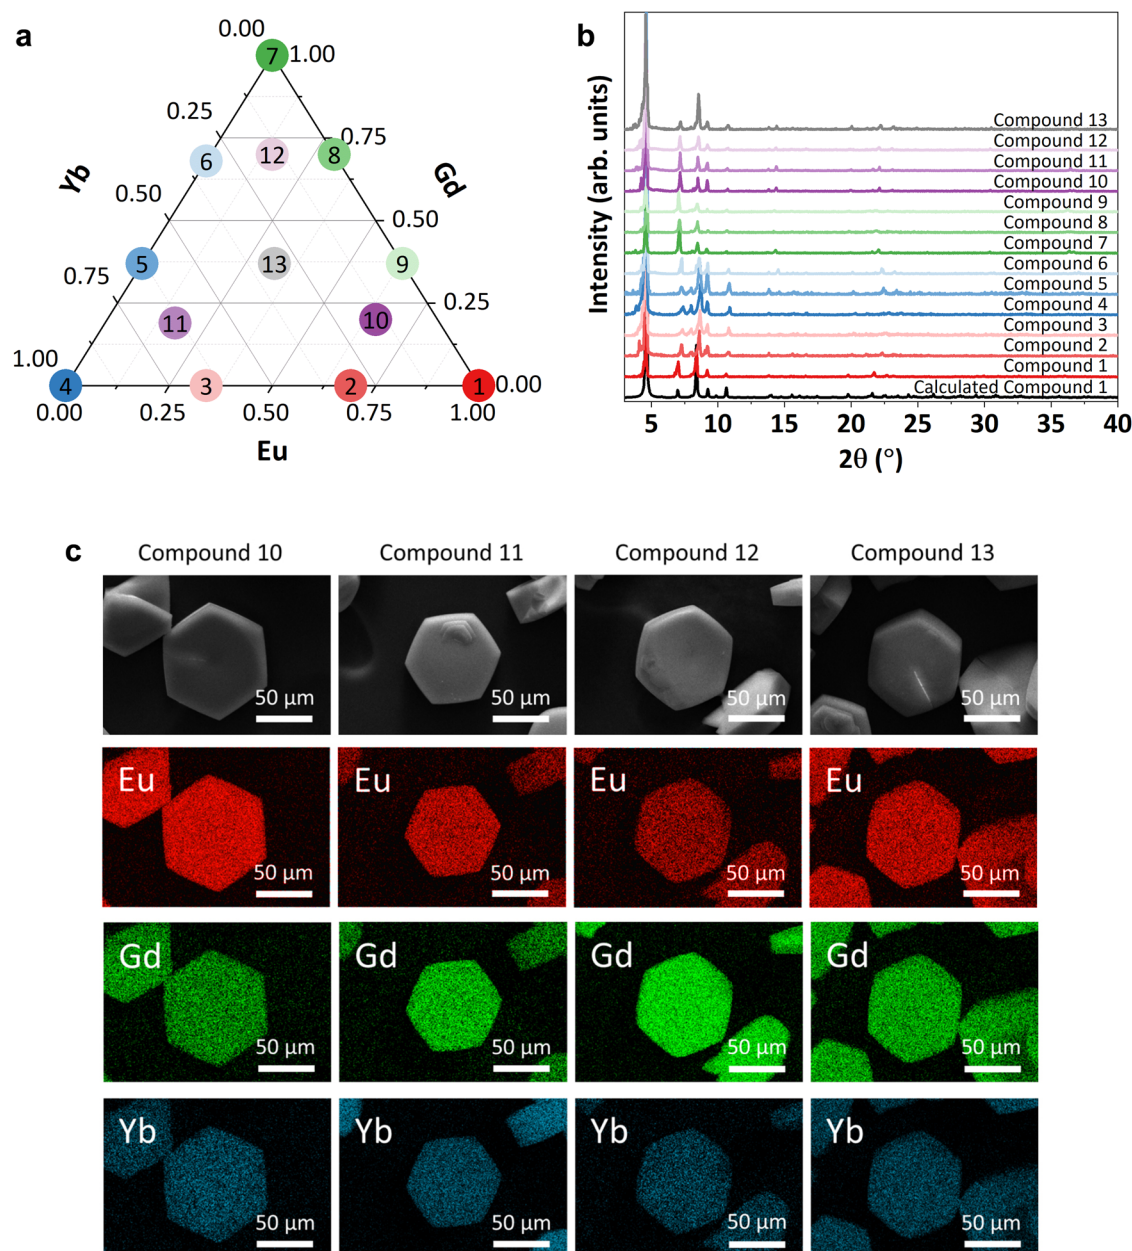 a
0.00
7
1.00
0.25
0.75
Yb
6
12
8
Gd
0.50
0.50
5
13
9
0.75
0.25
11
10
1.00
4
3
2
1
0.00
0.00
0.25
0.50
0.75
1.00
Eu
b
Intensity (arb. units)
Compound 13
Compound 12
Compound 11
Compound 10
Compound 9
Compound 8
Compound 7
Compound 6
Compound 5
Compound 4
Compound 3
Compound 2
Compound 1
Calculated Compound 1
5 10 15 20 25 30 35 40
2θ (°)
c
Compound 10 Compound 11 Compound 12 Compound 13
50 µm 50 µm 50 µm 50 µm
Eu Eu Eu Eu
50 µm 50 µm 50 µm 50 µm
Gd Gd Gd Gd
50 µm 50 µm 50 µm 50 µm
Yb Yb Yb Yb
50 µm 50 µm 50 µm 50 µm